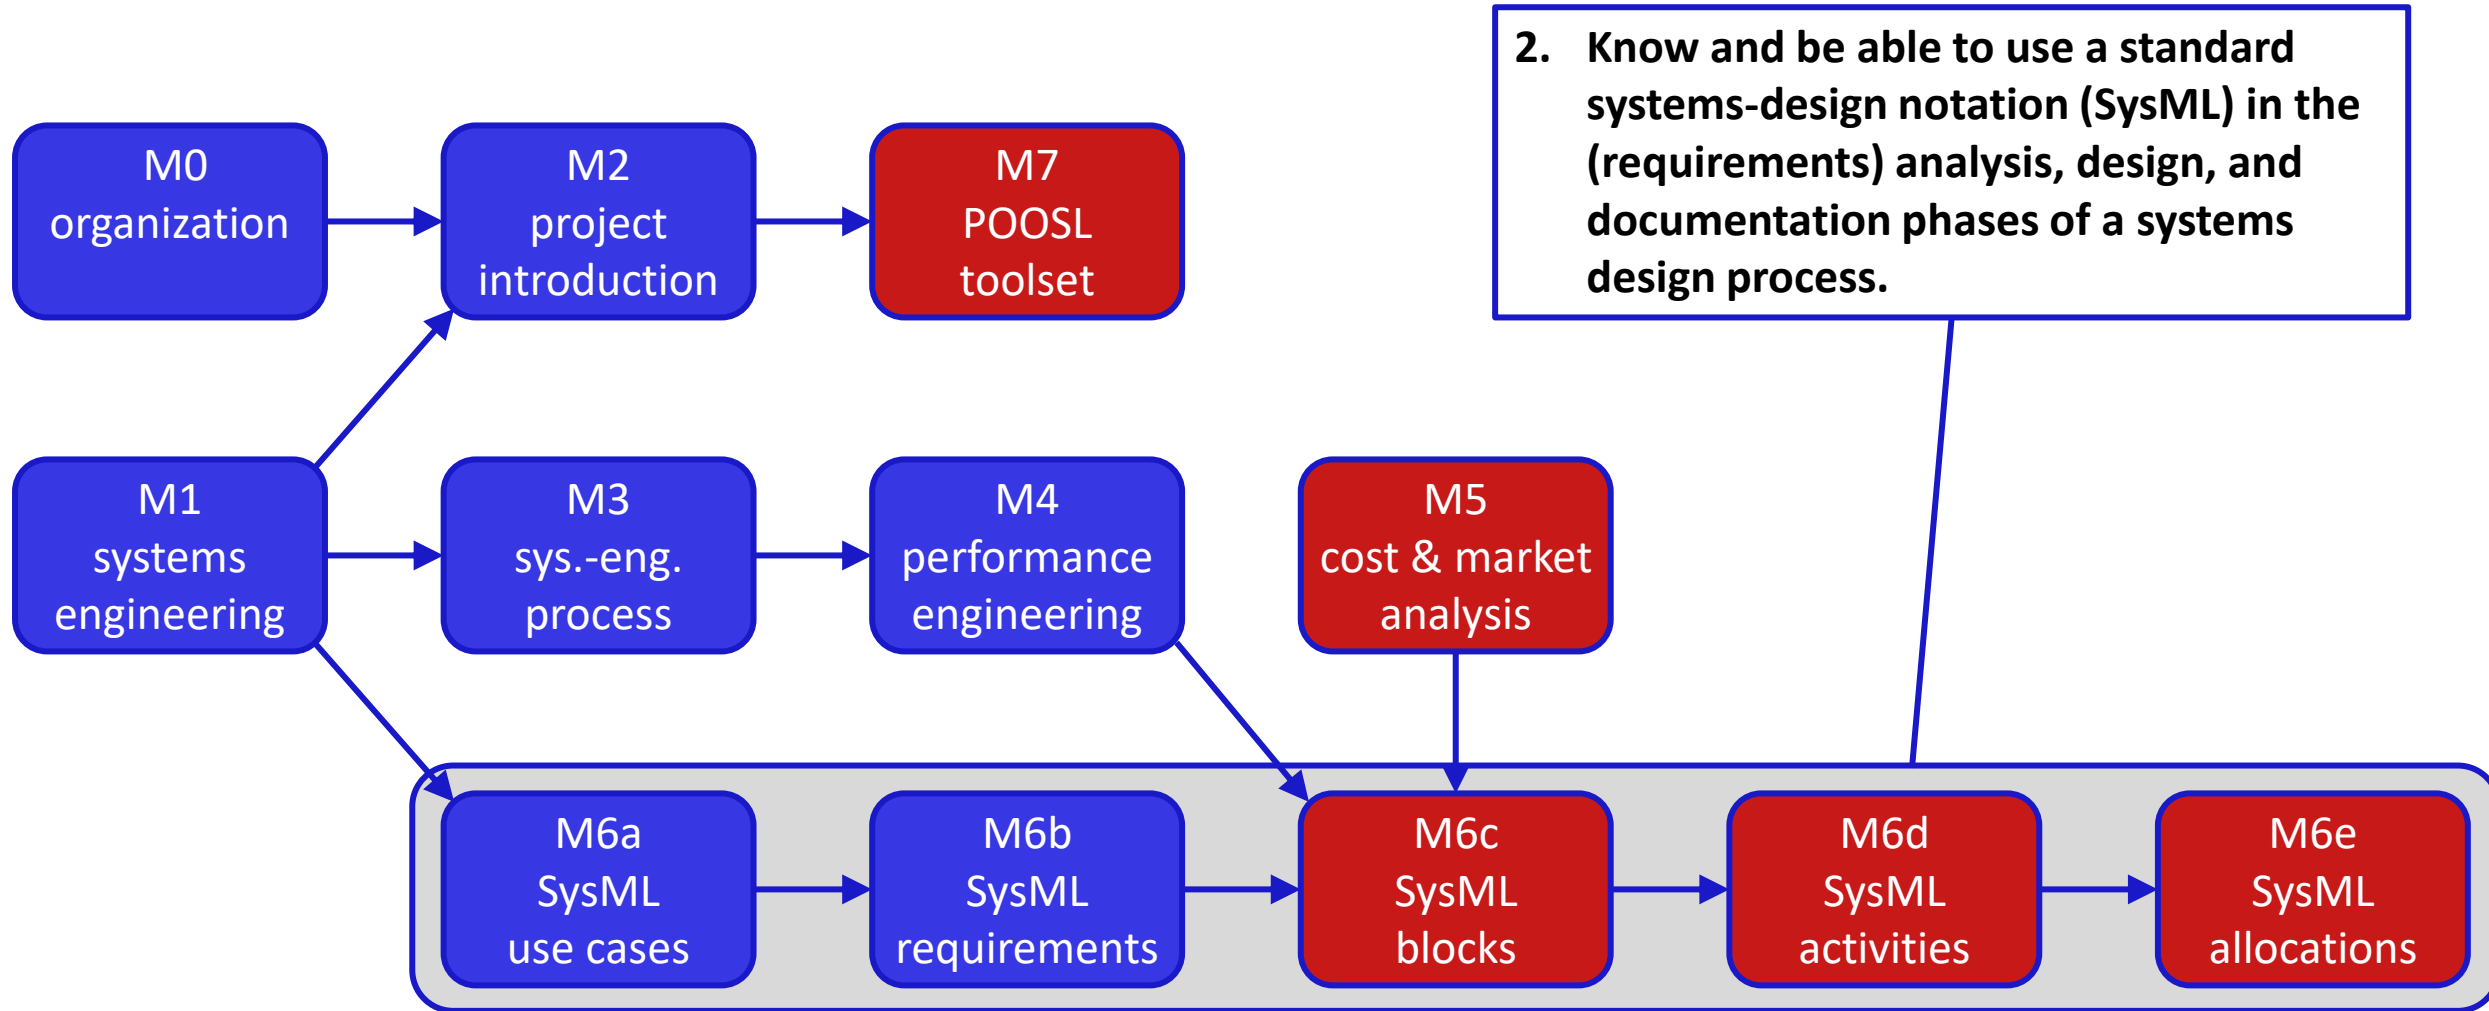 2. Know and be able to use a standard
systems-design notation (SysML) in the
(requirements) analysis, design, and
documentation phases of a systems
design process.
M0
organization
M2
project
introduction
M7
POOSL
toolset
M1
systems
engineering
M3
sys.-eng.
process
M4
performance
engineering
M5
cost & market
analysis
M6a
SysML
use cases
M6b
SysML
requirements
M6c
SysML
blocks
M6d
SysML
activities
M6e
SysML
allocations